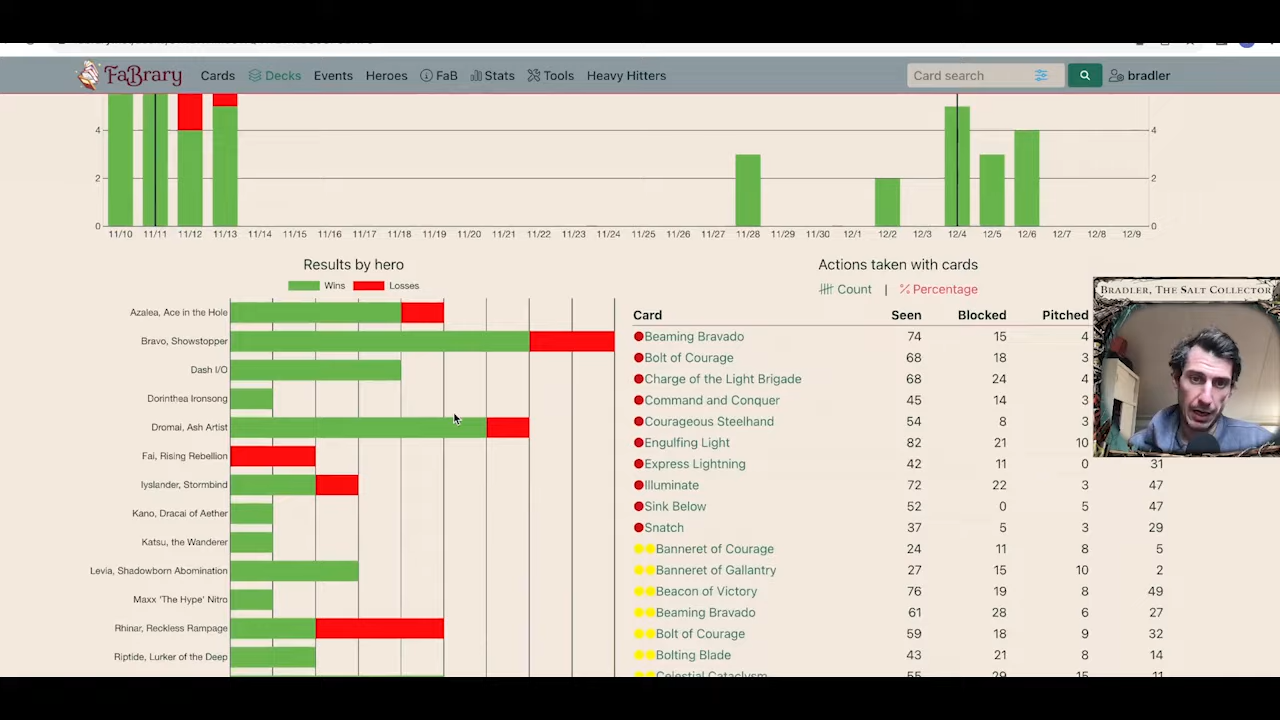 FaBrary Cards Decks Events Heroes FaB Stats Tools Heavy Hitters Card search bradler
4 4
2 2
0 0
11/10 11/11 11/12 11/13 11/14 11/15 11/16 11/17 11/18 11/19 11/20 11/21 11/22 11/23 11/24 11/25 11/26 11/27 11/28 11/29 11/30 12/1 12/2 12/3 12/4 12/5 12/6 12/7 12/8 12/9
Results by hero
Wins Losses
Azalea, Ace in the Hole
Bravo, Showstopper
Dash I/O
Dorinthea Ironsong
Dromai, Ash Artist
Fai, Rising Rebellion
Iyslander, Stormbind
Kano, Dracai of Aether
Katsu, the Wanderer
Levia, Shadowborn Abomination
Maxx 'The Hype' Nitro
Rhinar, Reckless Rampage
Riptide, Lurker of the Deep
Actions taken with cards
Count | Percentage
Card Seen Blocked Pitched
Beaming Bravado 74 15 4
Bolt of Courage 68 18 3
Charge of the Light Brigade 68 24 4
Command and Conquer 45 14 3
Courageous Steelhand 54 8 3
Engulfing Light 82 21 10
Express Lightning 42 11 0 31
Illuminate 72 22 3 47
Sink Below 52 0 5 47
Snatch 37 5 3 29
Banneret of Courage 24 11 8 5
Banneret of Gallantry 27 15 10 2
Beacon of Victory 76 19 8 49
Beaming Bravado 61 28 6 27
Bolt of Courage 59 18 9 32
Bolting Blade 43 21 8 14
Celestial Cataclysm 55 29 15 11
BRADLER, THE SALT COLLECTOR